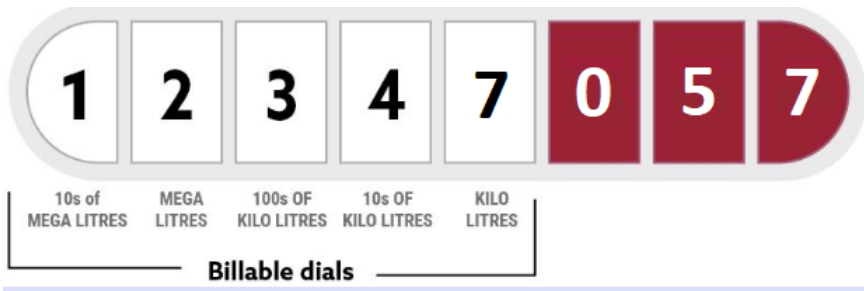 1 2 3 4 7 0 5 7
10s of MEGA 100s OF 10s OF KILO
MEGA LITRES LITRES KILO LITRES KILO LITRES LITRES
Billable dials